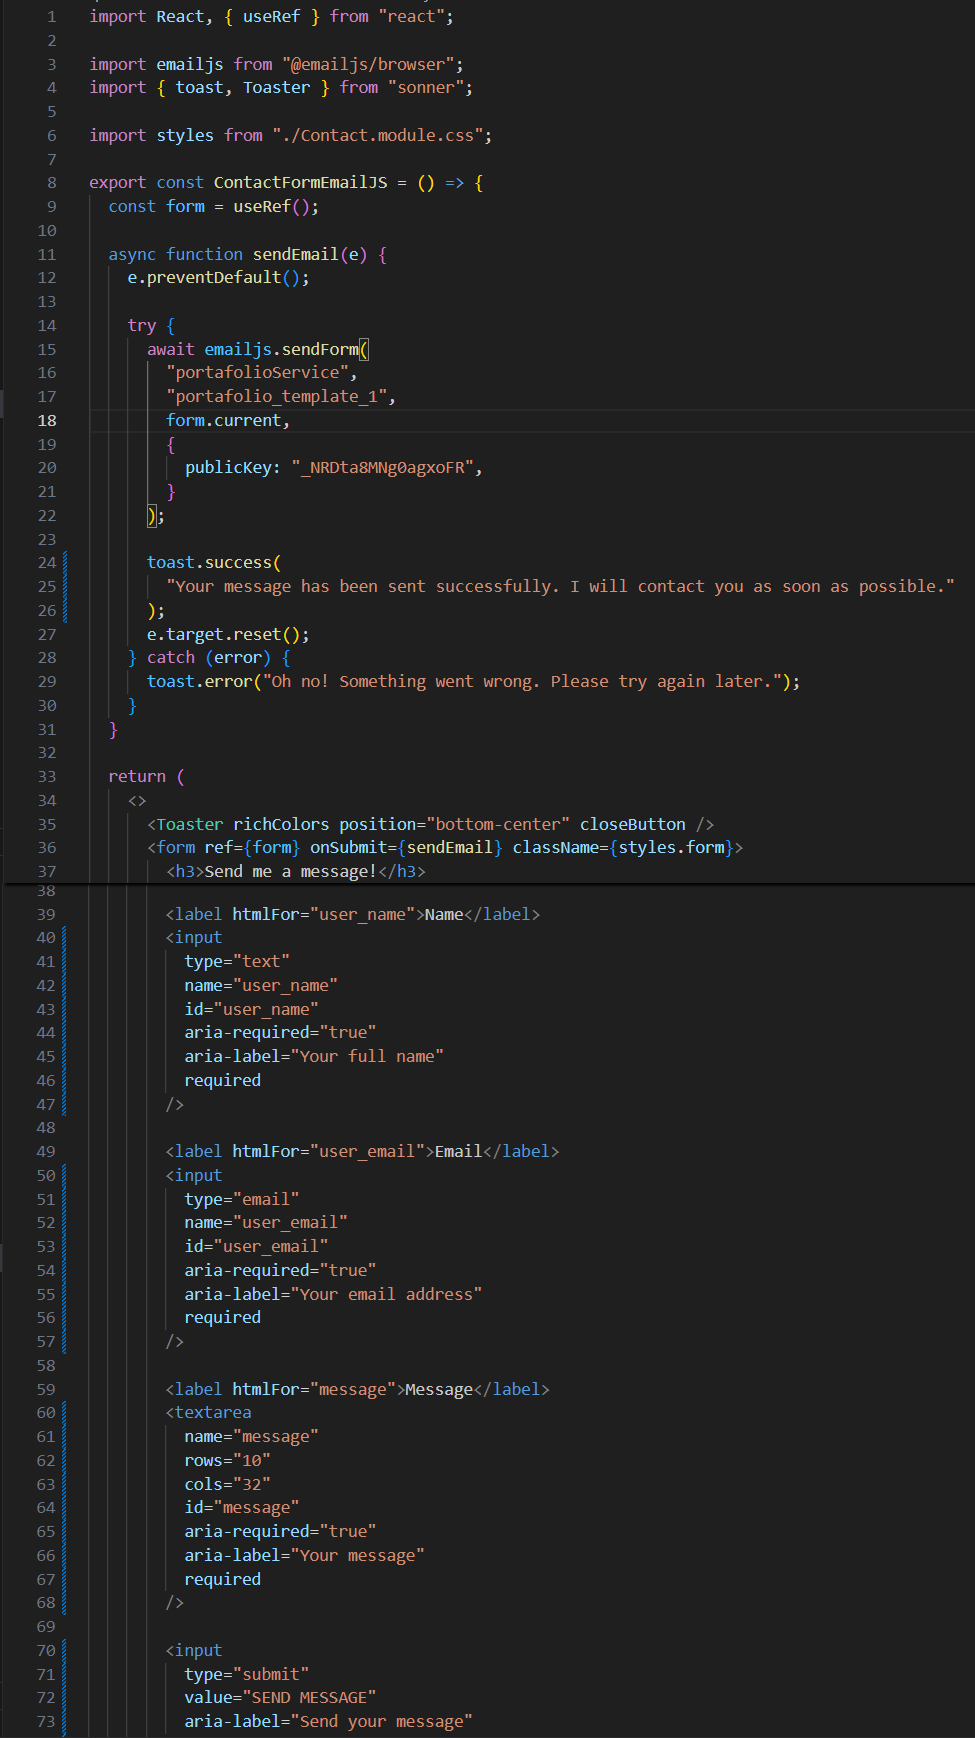 1 import React, { useRef } from "react";
2
3 import emailjs from "@emailjs/browser";
4 import { toast, Toaster } from "sonner";
5
6 import styles from "./Contact.module.css";
7
8 export const ContactFormEmailJS = () => {
9   const form = useRef();
10
11   async function sendEmail(e) {
12     e.preventDefault();
13
14     try {
15       await emailjs.sendForm(
16         "portafolioService",
17         "portafolio_template_1",
18         form.current,
19         {
20           publicKey: "_NRDta8MNg0agxoFR",
21         }
22       );
23
24       toast.success(
25         "Your message has been sent successfully. I will contact you as soon as possible."
26       );
27       e.target.reset();
28     } catch (error) {
29       toast.error("Oh no! Something went wrong. Please try again later.");
30     }
31   }
32
33   return (
34     <>
35       <Toaster richColors position="bottom-center" closeButton />
36       <form ref={form} onSubmit={sendEmail} className={styles.form}>
37         <h3>Send me a message!</h3>
38
39         <label htmlFor="user_name">Name</label>
40         <input
41           type="text"
42           name="user_name"
43           id="user_name"
44           aria-required="true"
45           aria-label="Your full name"
46           required
47         />
48
49         <label htmlFor="user_email">Email</label>
50         <input
51           type="email"
52           name="user_email"
53           id="user_email"
54           aria-required="true"
55           aria-label="Your email address"
56           required
57         />
58
59         <label htmlFor="message">Message</label>
60         <textarea
61           name="message"
62           rows="10"
63           cols="32"
64           id="message"
65           aria-required="true"
66           aria-label="Your message"
67           required
68         />
69
70         <input
71           type="submit"
72           value="SEND MESSAGE"
73           aria-label="Send your message"